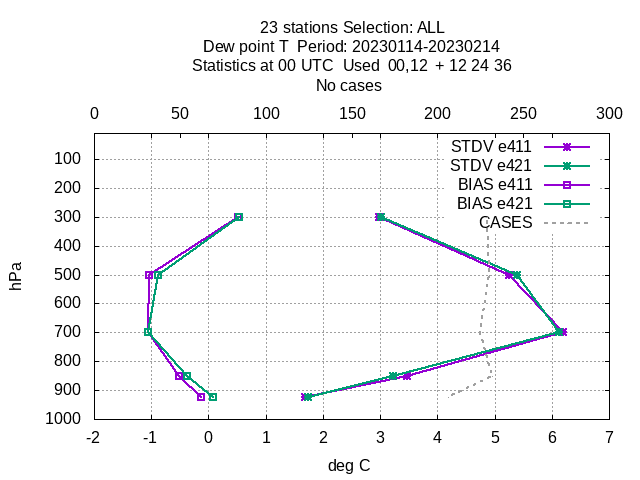 23 stations Selection: ALL
Dew point T  Period: 20230114-20230214
Statistics at 00 UTC  Used  00,12  + 12 24 36
No cases
0 50 100 150 200 250 300
STDV e411
STDV e421
BIAS e411
BIAS e421
CASES
100
200
300
400
500
600
700
800
900
1000
hPa
-2 -1 0 1 2 3 4 5 6 7
deg C